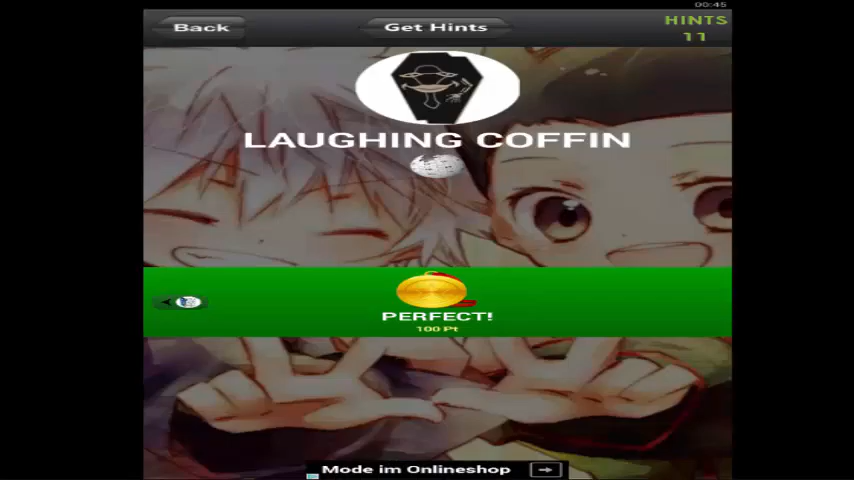 00:45
Back
Get Hints
HINTS
11
LAUGHING COFFIN
PERFECT!
100 Pt
Mode im Onlineshop